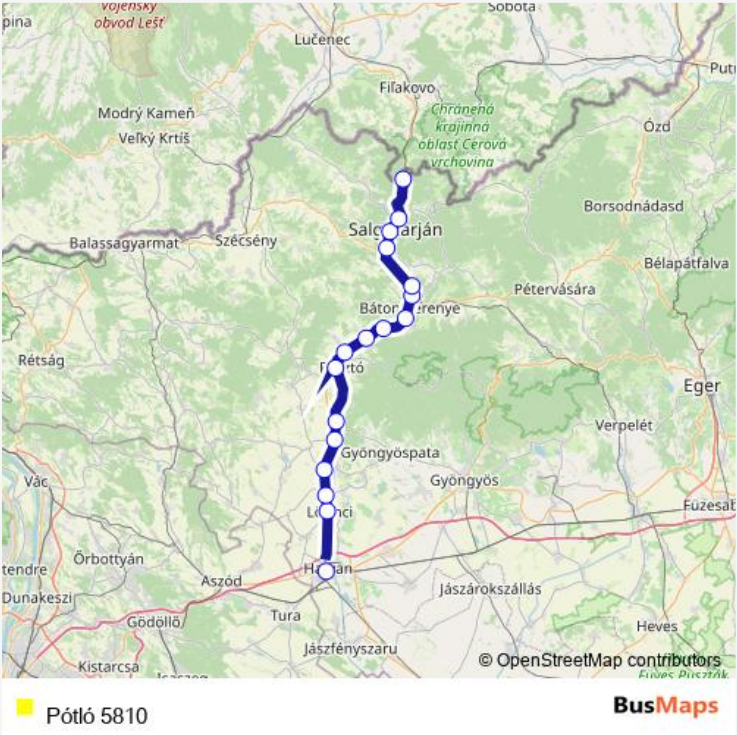 Vojenský
obvod Lešť
pina
Lučenec
Sobota
Fiľakovo
Putn
Chránená
krajinná
oblasť Cerová
vrchovina
Modrý Kameň
Veľký Krtíš
Ózd
Borsodnádasd
Balassagyarmat
Szécsény
Bélapátfalva
Pétervására
Rétság
Eger
Verpelét
Gyöngyöspata
Gyöngyös
Vác
Füzesab
Őrbottyán
tendre
Aszód
Dunakeszi
Jászárokszállás
Gödöllő
Tura
Heves
Jászfényszaru
Kistarcsa
© OpenStreetMap contributors
Pótló 5810
BusMaps